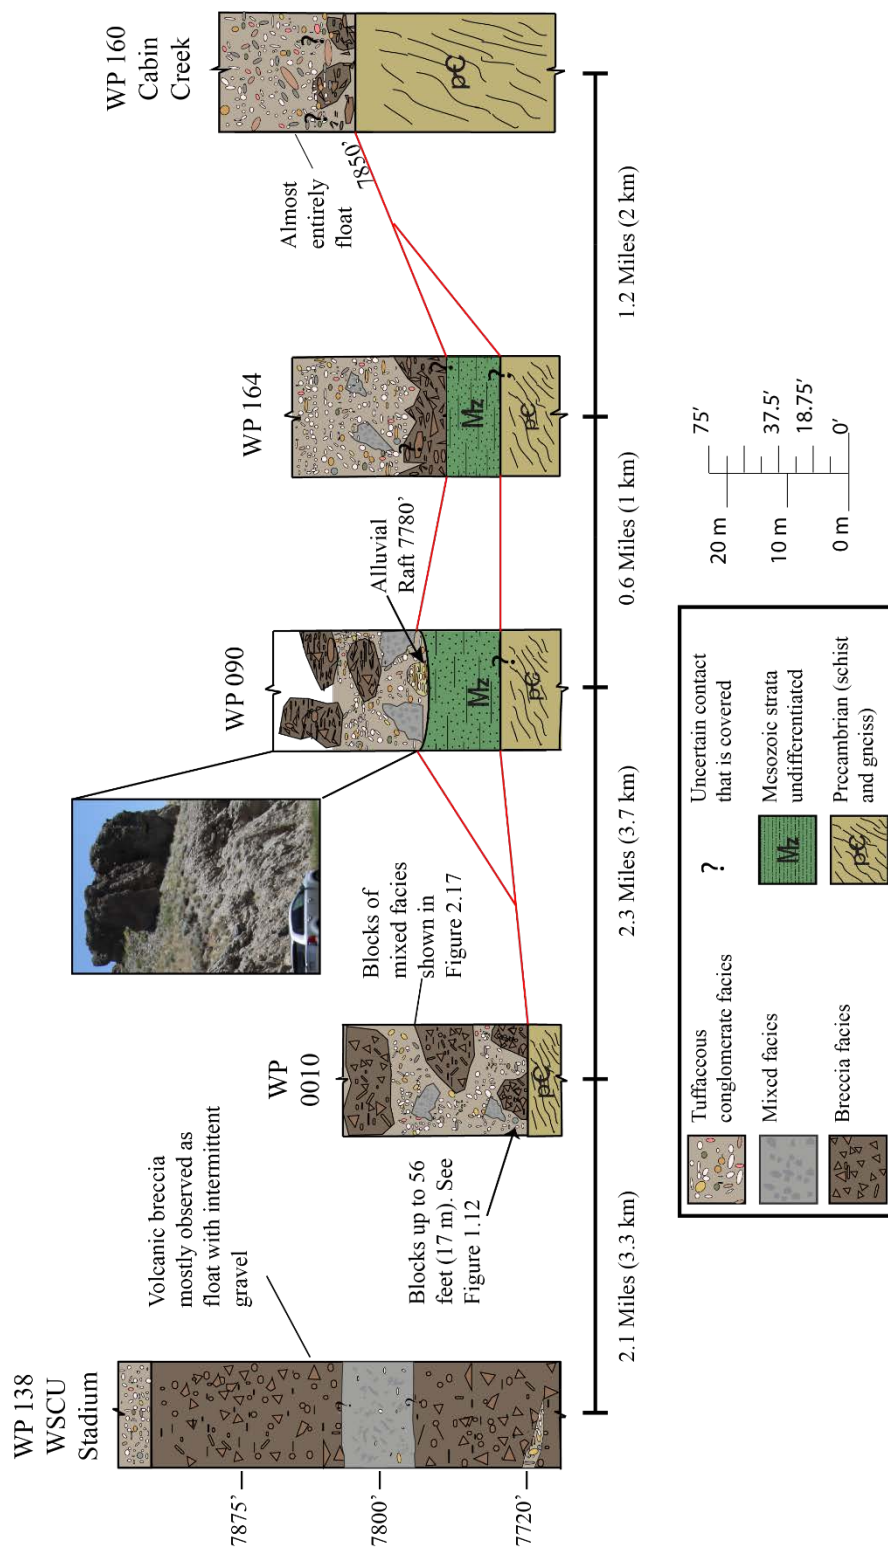 WP 138
WSCU
Stadium
7875'
7800'
7720'
Volcanic breccia
mostly observed as
float with intermittent
gravel
?
?
?
2.1 Miles (3.3 km)
WP
0010
Blocks up to 56
feet (17 m). See
Figure 1.12
Blocks of
mixed facies
shown in
Figure 2.17
pЄ
2.3 Miles (3.7 km)
WP 090
Alluvial
Raft 7780'
Mz
?
pЄ
0.6 Miles (1 km)
WP 164
?
?
?
Mz
?
pЄ
1.2 Miles (2 km)
WP 160
Cabin
Creek
Almost
entirely
float
7850'
?
?
pЄ
Tuffaceous
conglomerate facies
Mixed facies
Breccia facies
?
Uncertain contact
that is covered
Mz
Mesozoic strata
undifferentiated
pЄ
Precambrian (schist
and gneiss)
20 m
10 m
0 m
75'
37.5'
18.75'
0'